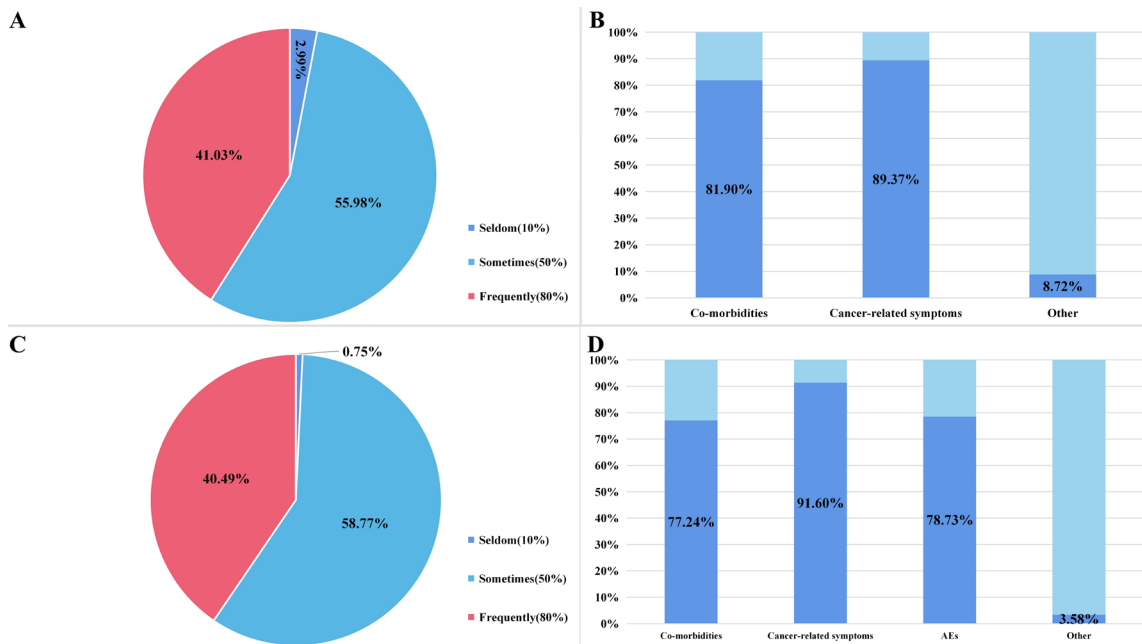 A
2.99%
41.03%
55.98%
Seldom(10%)
Sometimes(50%)
Frequently(80%)
B
100%
90%
80%
70%
60%
50%
40%
30%
20%
10%
0%
81.90%
89.37%
8.72%
Co-morbidities
Cancer-related symptoms
Other
C
0.75%
40.49%
58.77%
Seldom(10%)
Sometimes(50%)
Frequently(80%)
D
100%
90%
80%
70%
60%
50%
40%
30%
20%
10%
0%
77.24%
91.60%
78.73%
3.58%
Co-morbidities
Cancer-related symptoms
AEs
Other